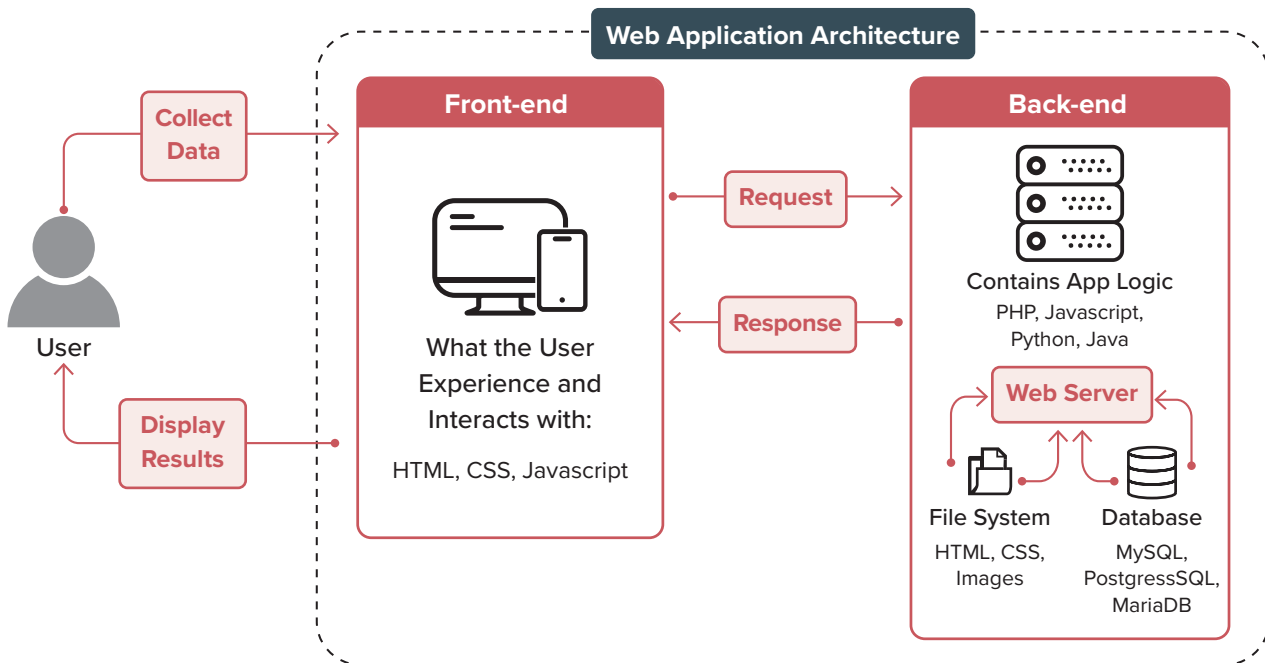 Web Application Architecture
Collect
Data
User
Display
Results
Front-end
What the User
Experience and
Interacts with:
HTML, CSS, Javascript
Request
Response
Back-end
Contains App Logic
PHP, Javascript,
Python, Java
Web Server
File System
HTML, CSS,
Images
Database
MySQL,
PostgressSQL,
MariaDB